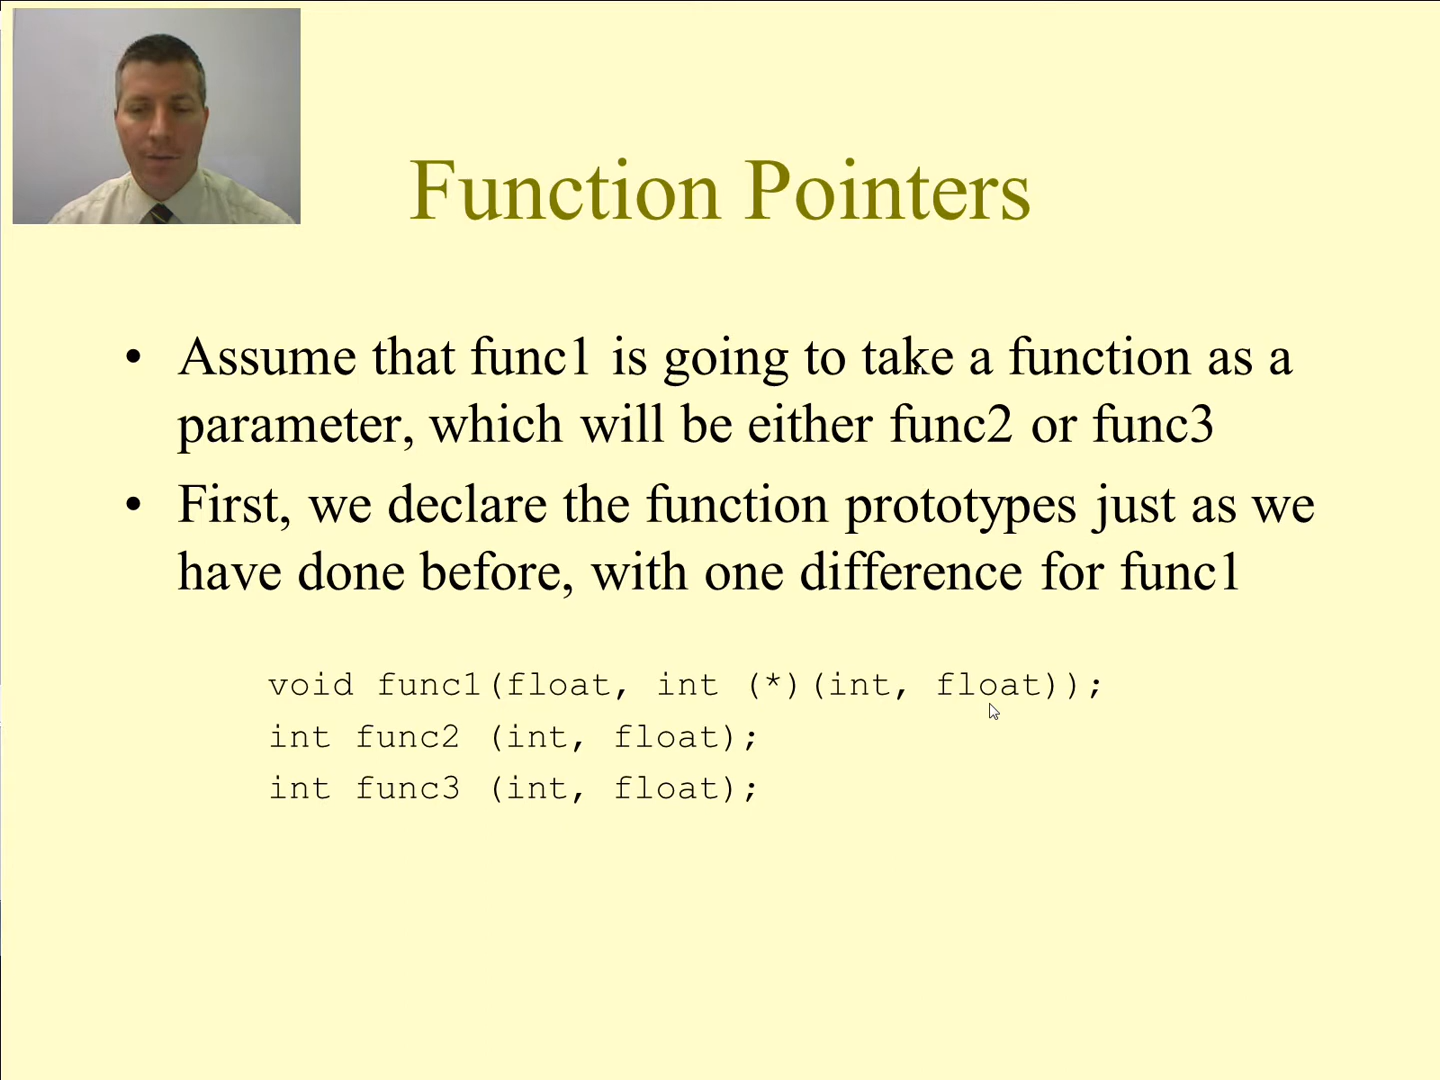 Function Pointers
• Assume that func1 is going to take a function as a
parameter, which will be either func2 or func3
• First, we declare the function prototypes just as we
have done before, with one difference for func1
void func1(float, int (*)(int, float));
int func2 (int, float);
int func3 (int, float);